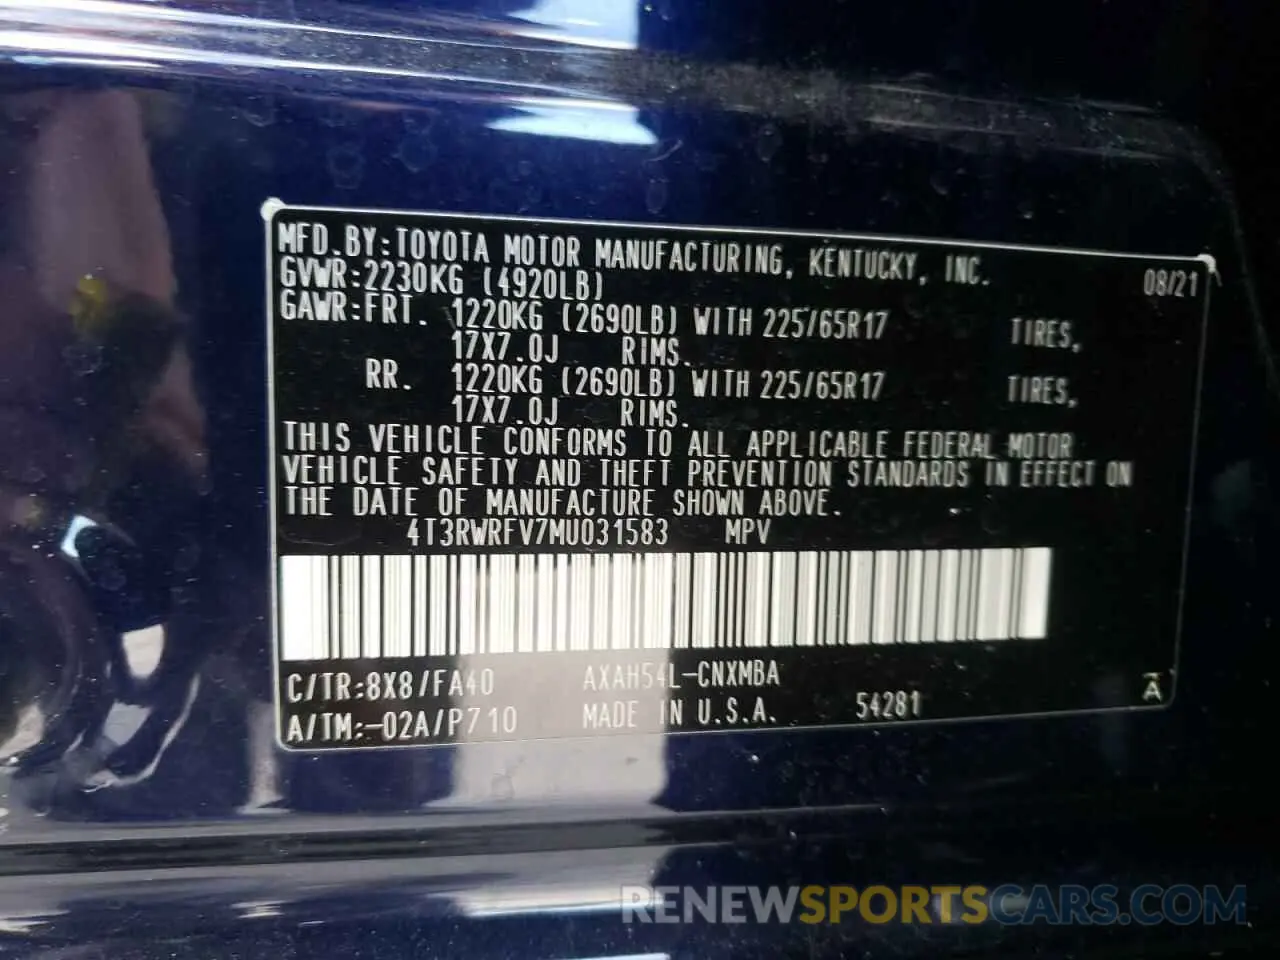 MFD.BY:TOYOTA MOTOR MANUFACTURING, KENTUCKY, INC. 08/21
GVWR:2230KG (4920LB)
GAWR:FRT. 1220KG (2690LB) WITH 225/65R17 TIRES,
17X7.0J RIMS.
RR. 1220KG (2690LB) WITH 225/65R17 TIRES,
17X7.0J RIMS.
THIS VEHICLE CONFORMS TO ALL APPLICABLE FEDERAL MOTOR
VEHICLE SAFETY AND THEFT PREVENTION STANDARDS IN EFFECT ON
THE DATE OF MANUFACTURE SHOWN ABOVE.
4T3RWRFV7MU031583 MPV
C/TR:8X8/FA40 AXAH54L-CNXMBA
A/TM:-02A/P710 MADE IN U.S.A. 54281 A
RENEWSPORTSCARS.COM